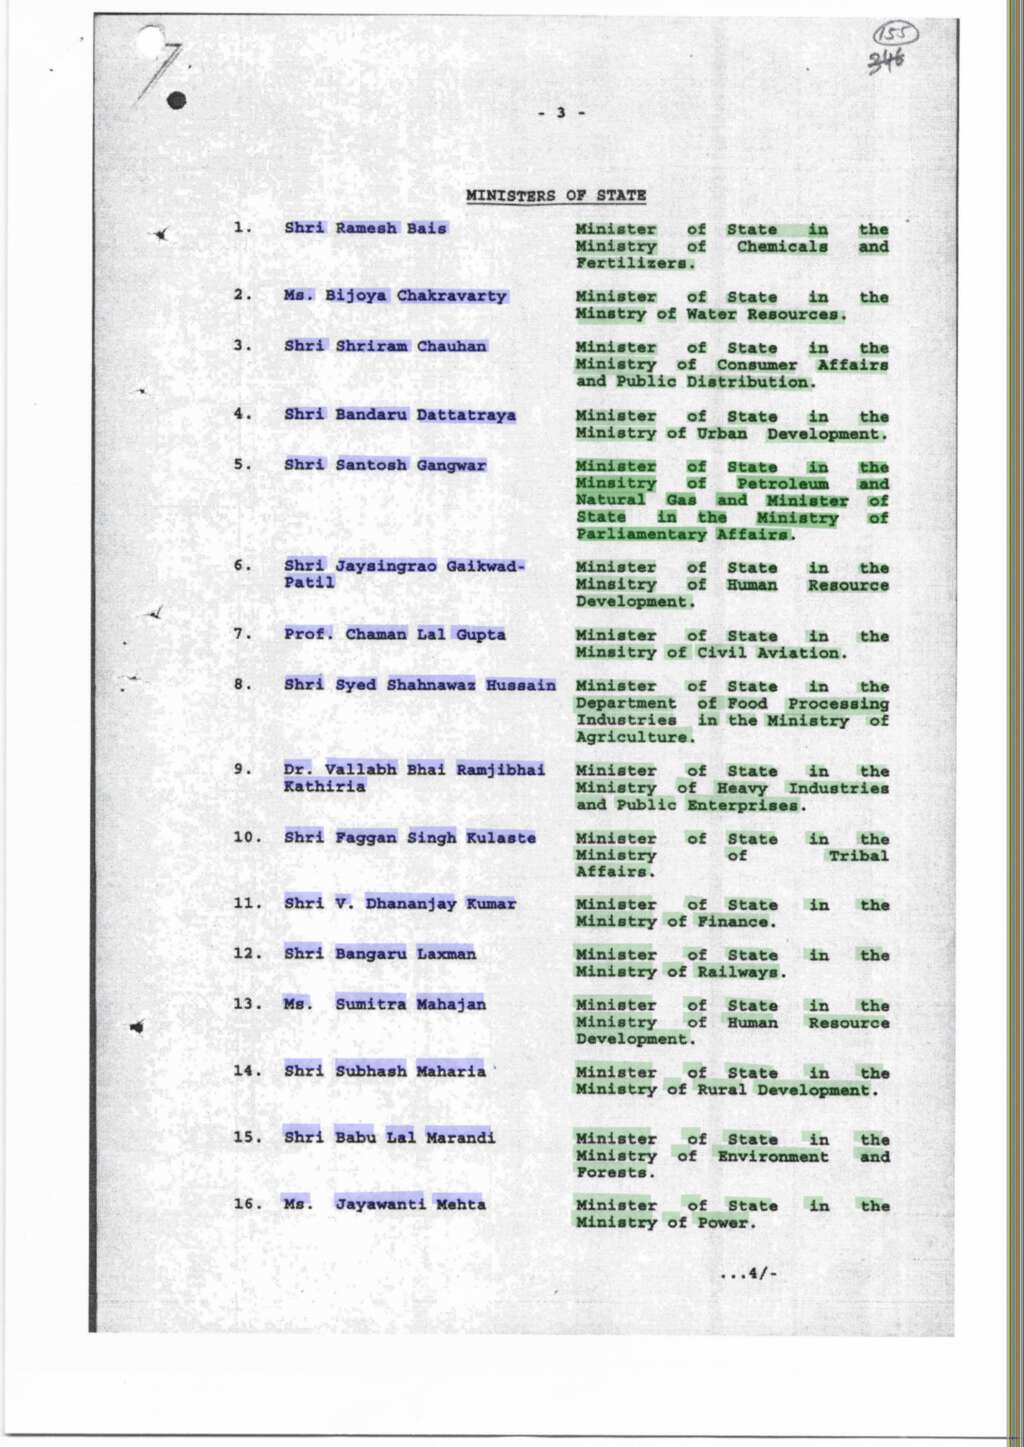 7.
155
346
- 3 -
MINISTERS OF STATE
1. Shri Ramesh Bais Minister of State in the
Ministry of Chemicals and
Fertilizers.
2. Ms. Bijoya Chakravarty Minister of State in the
Minstry of Water Resources.
3. Shri Shriram Chauhan Minister of State in the
Ministry of Consumer Affairs
and Public Distribution.
4. Shri Bandaru Dattatraya Minister of State in the
Ministry of Urban Development.
5. Shri Santosh Gangwar Minister of State in the
Minsitry of Petroleum and
Natural Gas and Minister of
State in the Ministry of
Parliamentary Affairs.
6. Shri Jaysingrao Gaikwad- Minister of State in the
Patil Minsitry of Human Resource
Development.
7. Prof. Chaman Lal Gupta Minister of State in the
Minsitry of Civil Aviation.
8. Shri Syed Shahnawaz Hussain Minister of State in the
Department of Food Processing
Industries in the Ministry of
Agriculture.
9. Dr. Vallabh Bhai Ramjibhai Minister of State in the
Kathiria Ministry of Heavy Industries
and Public Enterprises.
10. Shri Faggan Singh Kulaste Minister of State in the
Ministry of Tribal
Affairs.
11. Shri V. Dhananjay Kumar Minister of State in the
Ministry of Finance.
12. Shri Bangaru Laxman Minister of State in the
Ministry of Railways.
13. Ms. Sumitra Mahajan Minister of State in the
Ministry of Human Resource
Development.
14. Shri Subhash Maharia Minister of State in the
Ministry of Rural Development.
15. Shri Babu Lal Marandi Minister of State in the
Ministry of Environment and
Forests.
16. Ms. Jayawanti Mehta Minister of State in the
Ministry of Power.
...4/-